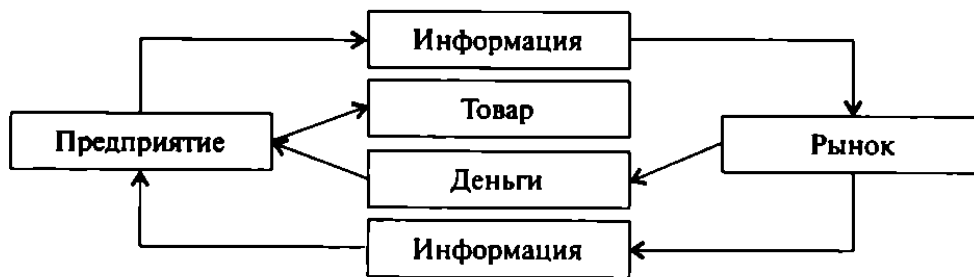 Информация
Товар
Предприятие
Рынок
Деньги
Информация